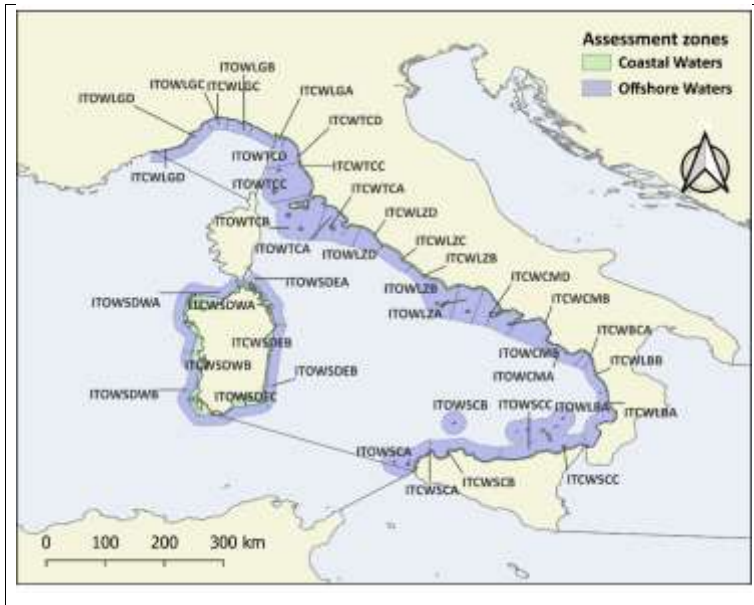 Assessment zones
Coastal Waters
Offshore Waters
ITOWLGB
ITOWLGC
ITCWLGC
ITCWLGA
ITOWLGD
ITCWTCD
ITOWTCD
ITCWTCC
ITCWLGD
ITOWTCC
ITCWTCA
ITCWLZD
ITOWTCB
ITOWTCA
ITOWLZD
ITCWLZC
ITCWLZB
ITOWSDEA
ITOWLZB
ITCWCMD
ITOWSDWA
ITCWSDWA
ITOWLZA
ITCWCMB
ITCWBCA
ITCWSDEB
ITOWCMB
ITCWLBB
ITCWSDWB
ITOWSDEB
ITOWCMA
ITOWSDWB
ITOWSDEC
ITOWSCB
ITOWSCC
ITOWLBA
ITCWLBA
ITOWSCA
ITCWSCA
ITCWSCB
ITCWSCC
0 100 200 300 km